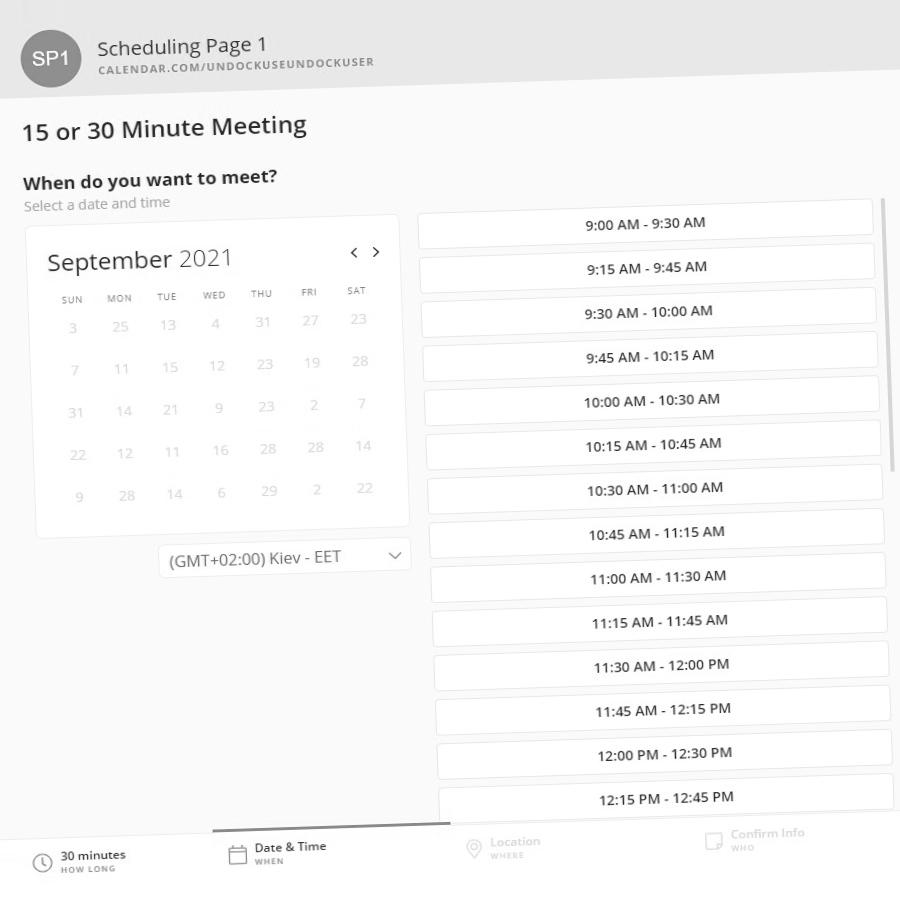 SP1
Scheduling Page 1
CALENDAR.COM/UNDOCKUSEUNDOCKUSER
15 or 30 Minute Meeting
When do you want to meet?
Select a date and time
September 2021
SUN MON TUE WED THU FRI SAT
3 25 13 4 31 27 23
7 11 15 12 23 19 28
31 14 21 9 23 2 7
22 12 11 16 28 28 14
9 28 14 6 29 2 22
(GMT+02:00) Kiev - EET
9:00 AM - 9:30 AM
9:15 AM - 9:45 AM
9:30 AM - 10:00 AM
9:45 AM - 10:15 AM
10:00 AM - 10:30 AM
10:15 AM - 10:45 AM
10:30 AM - 11:00 AM
10:45 AM - 11:15 AM
11:00 AM - 11:30 AM
11:15 AM - 11:45 AM
11:30 AM - 12:00 PM
11:45 AM - 12:15 PM
12:00 PM - 12:30 PM
12:15 PM - 12:45 PM
30 minutes
HOW LONG
Date & Time
WHEN
Location
WHERE
Confirm Info
WHO